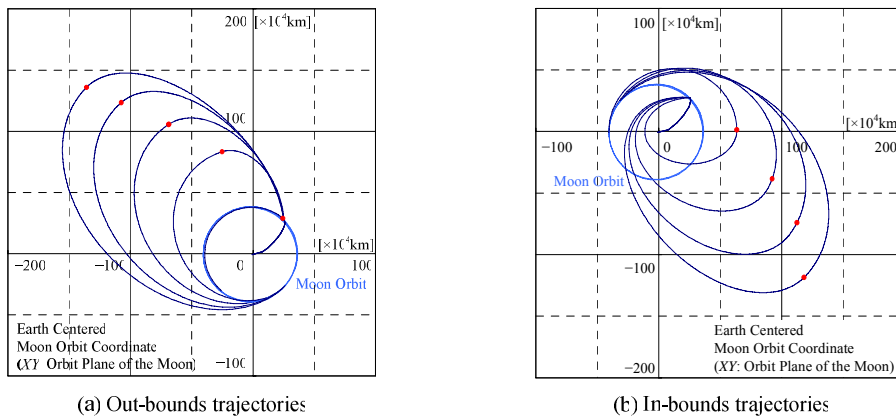 200 [×10⁴km]
100
[×10⁴km]
-200
-100
0
100
Moon Orbit
Earth Centered
Moon Orbit Coordinate
(XY Orbit Plane of the Moon)
-100
(a) Out-bounds trajectories
100 [×10⁴km]
[×10⁴km]
-100
0
100
200
Moon Orbit
-100
Earth Centered
Moon Orbit Coordinate
(XY: Orbit Plane of the Moon)
-200
(b) In-bounds trajectories